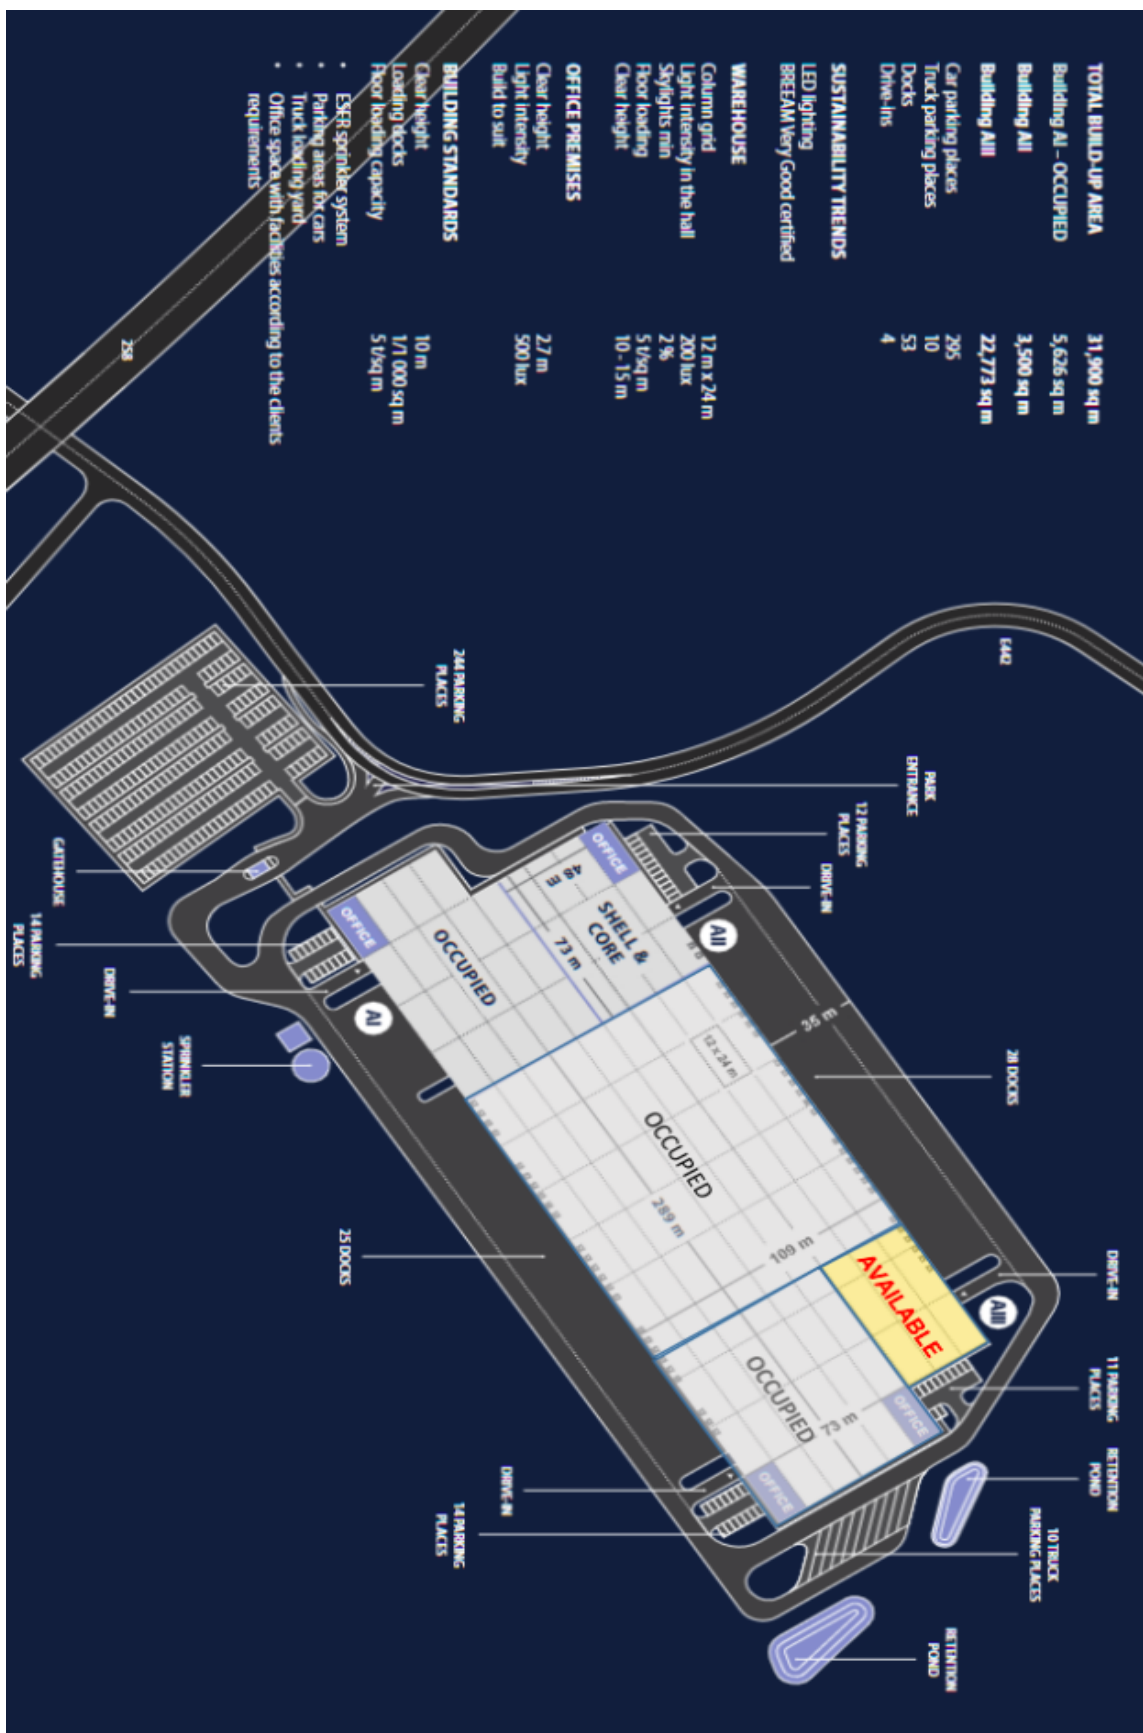 TOTAL BUILD-UP AREA 31,900 sq m
Building AI – OCCUPIED 5,626 sq m
Building AII 3,500 sq m
Building AIII 22,773 sq m
Car parking places 295
Truck parking places 10
Docks 53
Drive-ins 4
SUSTAINABILITY TRENDS
LED lighting
BREEAM Very Good certified
WAREHOUSE
Column grid 12 m x 24 m
Light intensity in the hall 200 lux
Skylights min 2 %
Floor loading 5 t/sq m
Clear height 10 - 15 m
OFFICE PREMISES
Clear height 2.7 m
Light intensity 500 lux
Build to suit
BUILDING STANDARDS
Clear height 10 m
Loading docks 1/1 000 sq m
Floor loading capacity 5 t/sq m
• ESFR sprinkler system
• Parking areas for cars
• Truck loading yard
• Office space with facilities according to the clients
requirements
258
E442
PARK
ENTRANCE
244 PARKING
PLACES
12 PARKING
PLACES
DRIVE-IN
28 DOCKS
DRIVE-IN
11 PARKING
PLACES
RETENTION
POND
10 TRUCK
PARKING PLACES
RETENTION
POND
AII
35 m
AIII
OFFICE
48 m
SHELL &
CORE
73 m
12 x 24 m
OCCUPIED
289 m
109 m
AVAILABLE
OCCUPIED
73 m
OFFICE
OFFICE
OCCUPIED
OFFICE
AI
GATEHOUSE
14 PARKING
PLACES
DRIVE-IN
SPRINKLER
STATION
25 DOCKS
DRIVE-IN
14 PARKING
PLACES